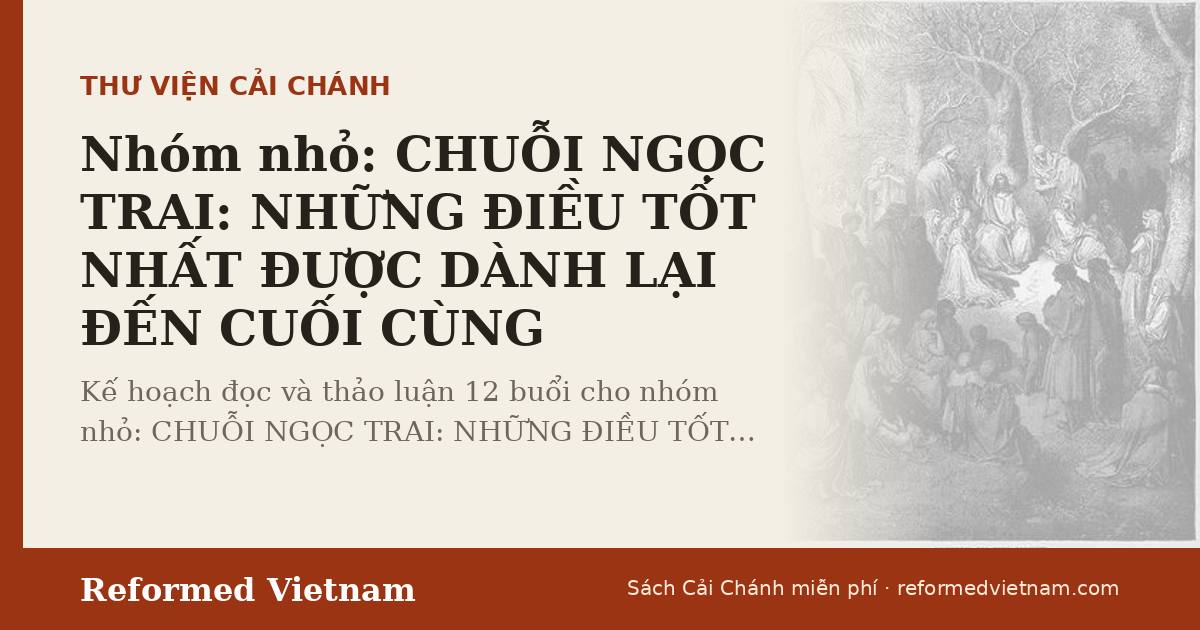 THƯ VIỆN CẢI CHÁNH
Nhóm nhỏ: CHUỖI NGỌC
TRAI: NHỮNG ĐIỀU TỐT
NHẤT ĐƯỢC DÀNH LẠI
ĐẾN CUỐI CÙNG
Kế hoạch đọc và thảo luận 12 buổi cho nhóm
nhỏ: CHUỖI NGỌC TRAI: NHỮNG ĐIỀU TỐT...
Reformed Vietnam
Sách Cải Chánh miễn phí · reformedvietnam.com